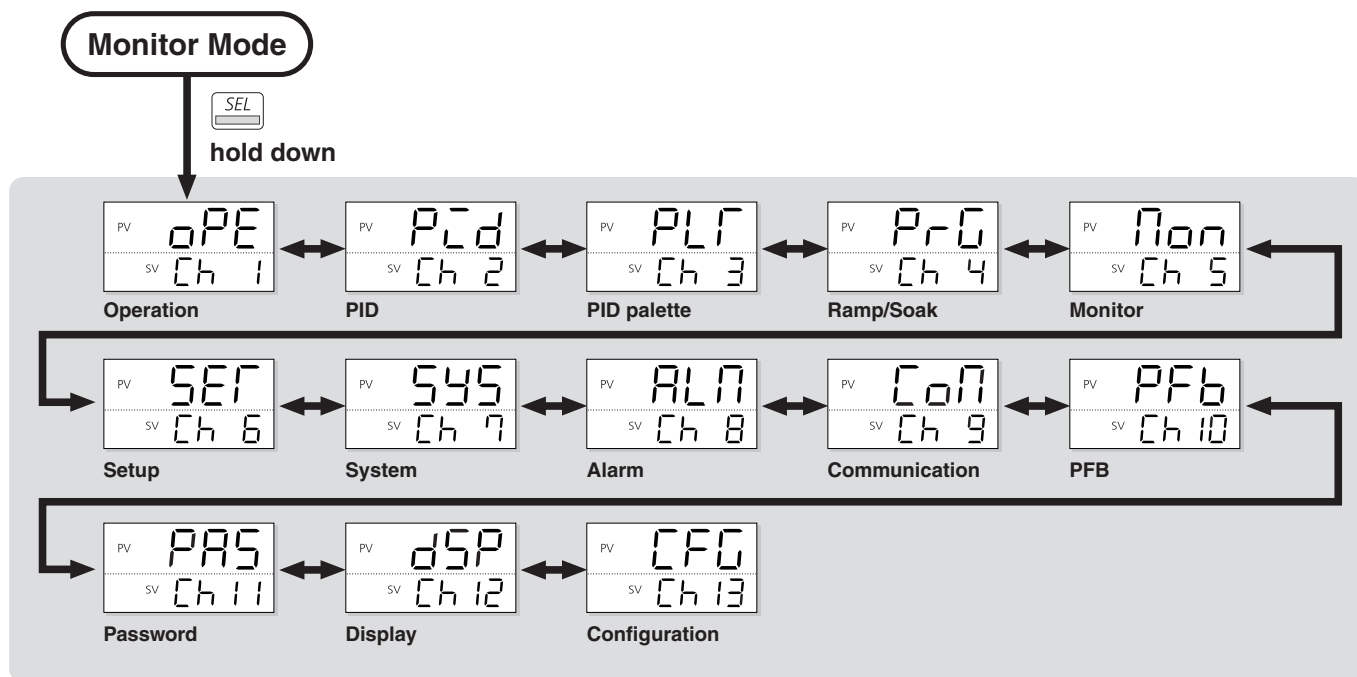 Monitor Mode
SEL
hold down
PV oPE
SV Ch 1
Operation
PV PId
SV Ch 2
PID
PV PLT
SV Ch 3
PID palette
PV PrG
SV Ch 4
Ramp/Soak
PV Mon
SV Ch 5
Monitor
PV SET
SV Ch 6
Setup
PV SYS
SV Ch 7
System
PV ALM
SV Ch 8
Alarm
PV CoM
SV Ch 9
Communication
PV PFb
SV Ch 10
PFB
PV PAS
SV Ch 11
Password
PV dSP
SV Ch 12
Display
PV CFG
SV Ch 13
Configuration